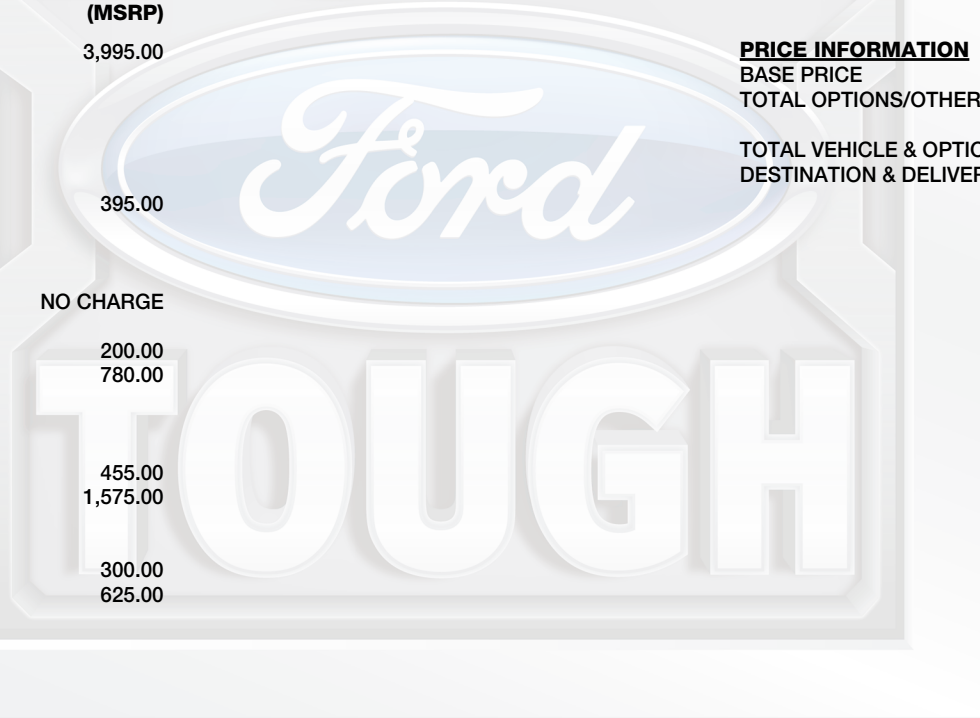 (MSRP)
3,995.00
395.00
NO CHARGE
200.00
780.00
455.00
1,575.00
300.00
625.00
PRICE INFORMATION
BASE PRICE
TOTAL OPTIONS/OTHER
TOTAL VEHICLE & OPTIO
DESTINATION & DELIVER
Ford
TOUGH